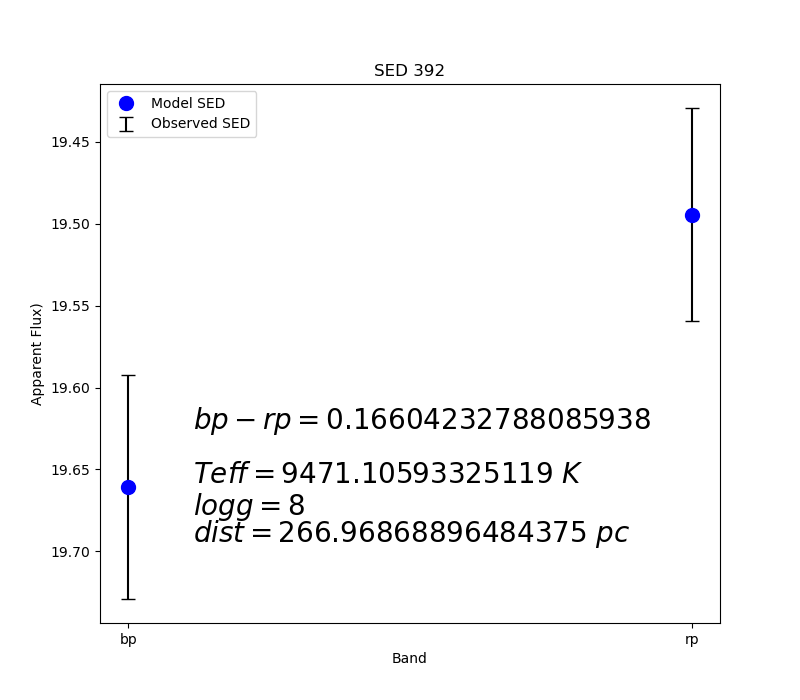 SED 392
Model SED
Observed SED
19.45
19.50
19.55
19.60
19.65
19.70
Apparent Flux)
bp − rp = 0.16604232788085938
Teff = 9471.10593325119 K
logg = 8
dist = 266.96868896484375 pc
bp
rp
Band